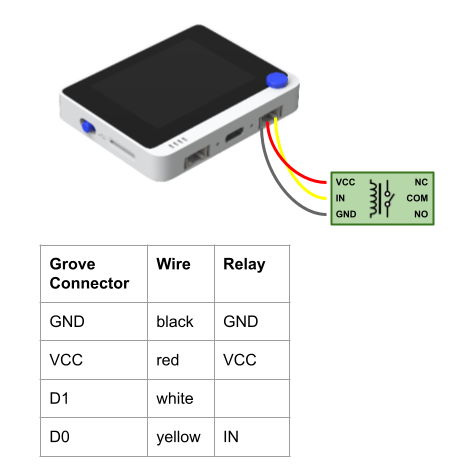 VCC NC
IN COM
GND NO
Grove Connector Wire Relay
GND black GND
VCC red VCC
D1 white
D0 yellow IN